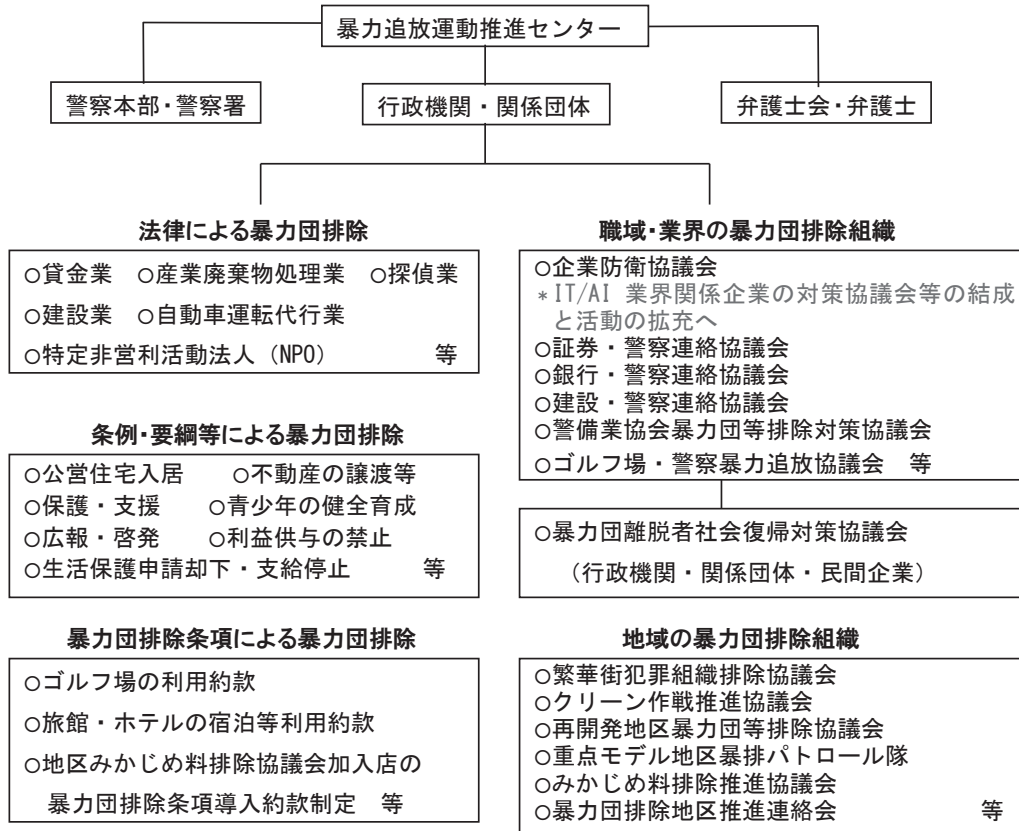 暴力追放運動推進センター
警察本部・警察署
行政機関・関係団体
弁護士会・弁護士
法律による暴力団排除
○貸金業 ○産業廃棄物処理業 ○探偵業
○建設業 ○自動車運転代行業
○特定非営利活動法人（NPO） 等
条例・要綱等による暴力団排除
○公営住宅入居 ○不動産の譲渡等
○保護・支援 ○青少年の健全育成
○広報・啓発 ○利益供与の禁止
○生活保護申請却下・支給停止 等
暴力団排除条項による暴力団排除
○ゴルフ場の利用約款
○旅館・ホテルの宿泊等利用約款
○地区みかじめ料排除協議会加入店の
暴力団排除条項導入約款制定 等
職域・業界の暴力団排除組織
○企業防衛協議会
*IT/AI 業界関係企業の対策協議会等の結成
と活動の拡充へ
○証券・警察連絡協議会
○銀行・警察連絡協議会
○建設・警察連絡協議会
○警備業協会暴力団等排除対策協議会
○ゴルフ場・警察暴力追放協議会 等
○暴力団離脱者社会復帰対策協議会
（行政機関・関係団体・民間企業）
地域の暴力団排除組織
○繁華街犯罪組織排除協議会
○クリーン作戦推進協議会
○再開発地区暴力団等排除協議会
○重点モデル地区暴排パトロール隊
○みかじめ料排除推進協議会
○暴力団排除地区推進連絡会 等